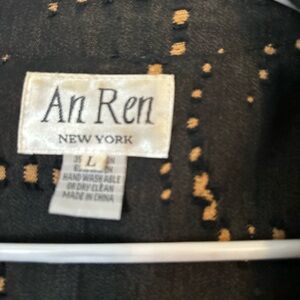 An Ren
NEW YORK
L
HAND WASHABLE
OR DRY CLEAN
MADE IN CHINA